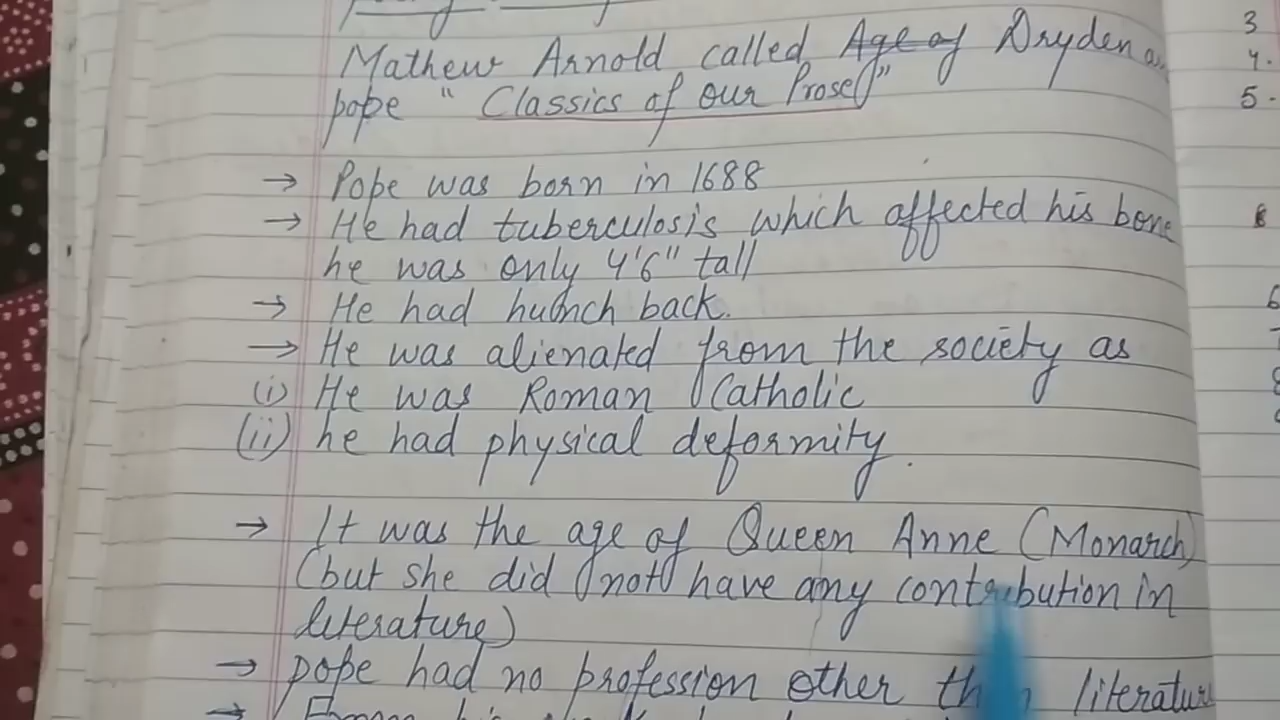 Mathew Arnold called Age of Dryden
pope " Classics of our Prose"
→ Pope was born in 1688
→ He had tuberculosis which affected his bone
he was only 4'6" tall
→ He had hunch back.
→ He was alienated from the society as
(i) He was Roman Catholic
(ii) he had physical deformity.
→ It was the age of Queen Anne (Monarch)
(but she did not have any contribution in
literature)
→ pope had no profession other literature
3
4.
5.